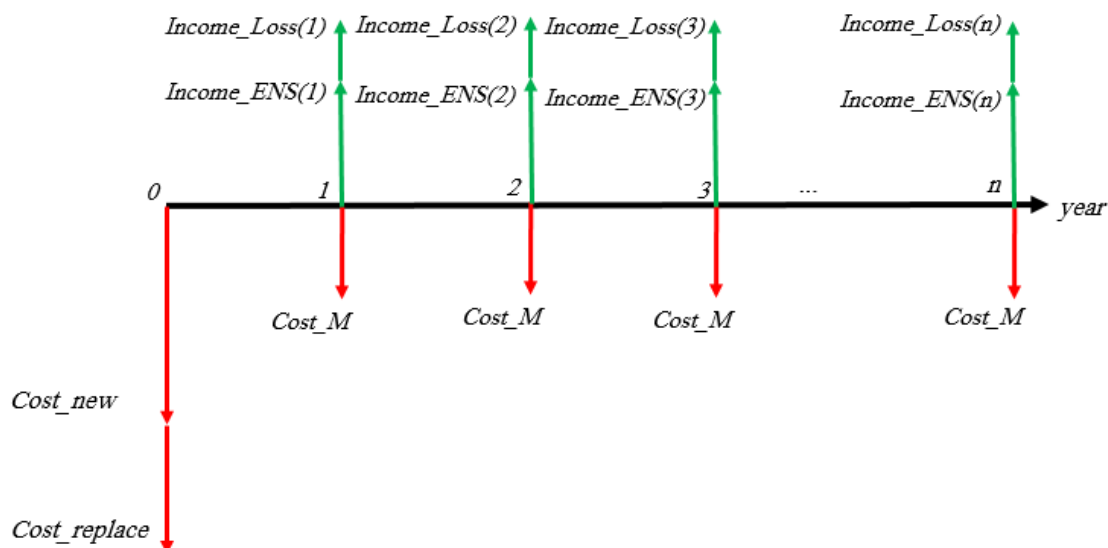 Income_Loss(1) Income_Loss(2) Income_Loss(3) Income_Loss(n)
Income_ENS(1) Income_ENS(2) Income_ENS(3) Income_ENS(n)
0 1 2 3 ... n
year
Cost_M Cost_M Cost_M Cost_M
Cost_new
Cost_replace